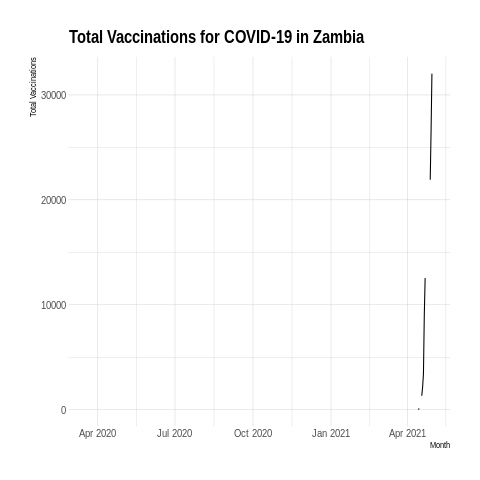 Total Vaccinations for COVID-19 in Zambia
Total Vaccinations
30000
20000
10000
0
Apr 2020 Jul 2020 Oct 2020 Jan 2021 Apr 2021
Month